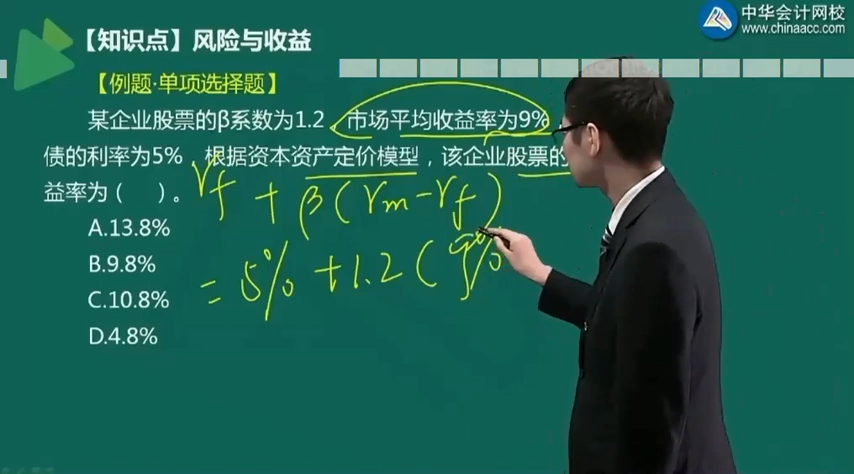 中华会计网校
www.chinaacc.com
【知识点】风险与收益
【例题·单项选择题】
某企业股票的β系数为1.2，市场平均收益率为9%
债的利率为5%，根据资本资产定价模型，该企业股票的
益率为（ ）。
rf + β(rm-rf)
A.13.8%
B.9.8%
= 5% + 1.2 ( 9%
C.10.8%
D.4.8%